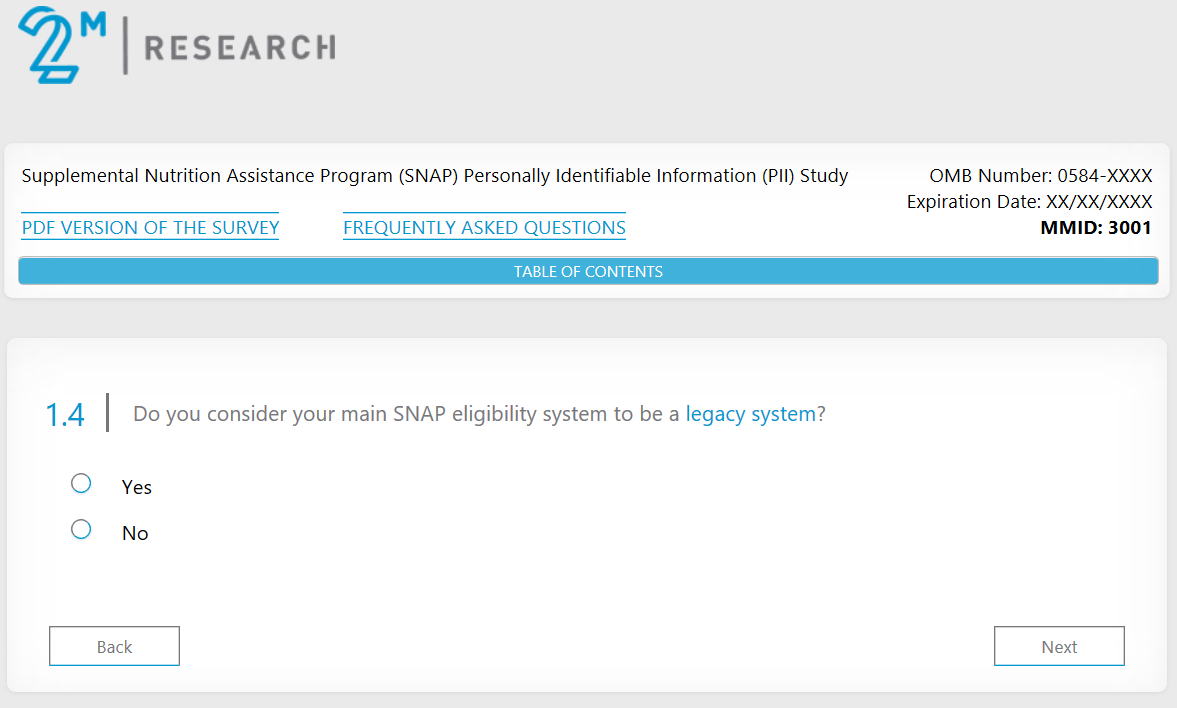 2M RESEARCH
Supplemental Nutrition Assistance Program (SNAP) Personally Identifiable Information (PII) Study
OMB Number: 0584-XXXX
Expiration Date: XX/XX/XXXX
PDF VERSION OF THE SURVEY FREQUENTLY ASKED QUESTIONS
MMID: 3001
TABLE OF CONTENTS
1.4 Do you consider your main SNAP eligibility system to be a legacy system?
Yes
No
Back Next